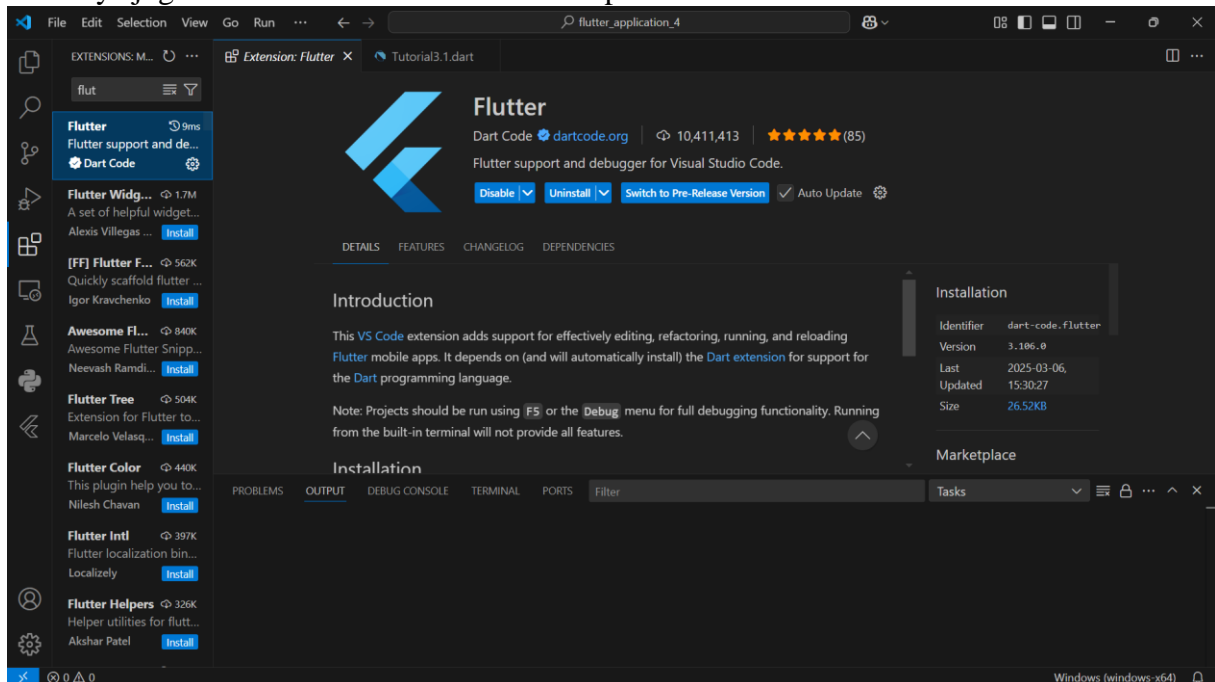 File Edit Selection View Go Run ··· flutter_application_4
EXTENSIONS: M... ···
flut
Flutter 9ms
Flutter support and de...
Dart Code
Flutter Widg... 1.7M
A set of helpful widget...
Alexis Villegas ... Install
[FF] Flutter F... 562K
Quickly scaffold flutter ...
Igor Kravchenko Install
Awesome Fl... 840K
Awesome Flutter Snipp...
Neevash Ramdi... Install
Flutter Tree 504K
Extension for Flutter to...
Marcelo Velasq... Install
Flutter Color 440K
This plugin help you to...
Nilesh Chavan Install
Flutter Intl 397K
Flutter localization bin...
Localizely Install
Flutter Helpers 326K
Helper utilities for flutt...
Akshar Patel Install
Extension: Flutter Tutorial3.1.dart ···
Flutter
Dart Code dartcode.org 10,411,413 (85)
Flutter support and debugger for Visual Studio Code.
Disable Uninstall Switch to Pre-Release Version Auto Update
DETAILS FEATURES CHANGELOG DEPENDENCIES
Introduction
This VS Code extension adds support for effectively editing, refactoring, running, and reloading
Flutter mobile apps. It depends on (and will automatically install) the Dart extension for support for
the Dart programming language.
Note: Projects should be run using F5 or the Debug menu for full debugging functionality. Running
from the built-in terminal will not provide all features.
Installation
Installation
Identifier dart-code.flutter
Version 3.106.0
Last 2025-03-06,
Updated 15:30:27
Size 26.52KB
Marketplace
PROBLEMS OUTPUT DEBUG CONSOLE TERMINAL PORTS Filter Tasks ···
0 0 Windows (windows-x64)